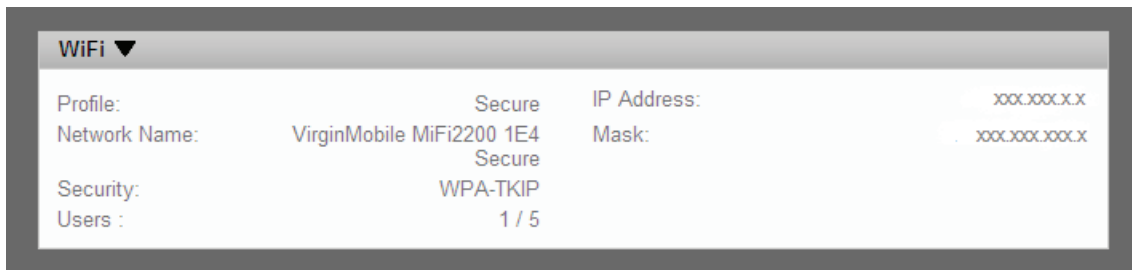 WiFi ▼
Profile: Secure
Network Name: VirginMobile MiFi2200 1E4
Secure
Security: WPA-TKIP
Users : 1 / 5
IP Address: xxx.xxx.x.x
Mask: xxx.xxx.xxx.x